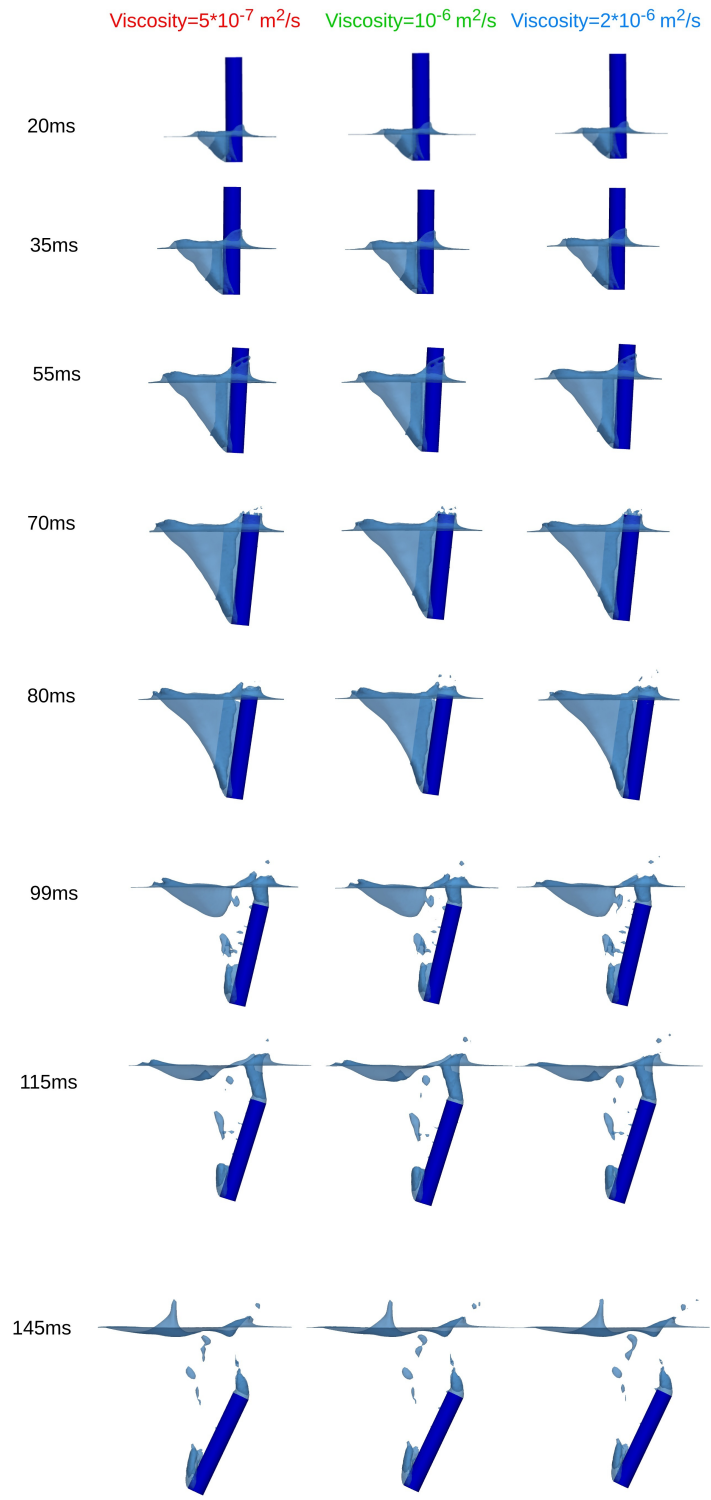 Viscosity=5*10-7 m2/s Viscosity=10-6 m2/s Viscosity=2*10-6 m2/s
20ms
35ms
55ms
70ms
80ms
99ms
115ms
145ms